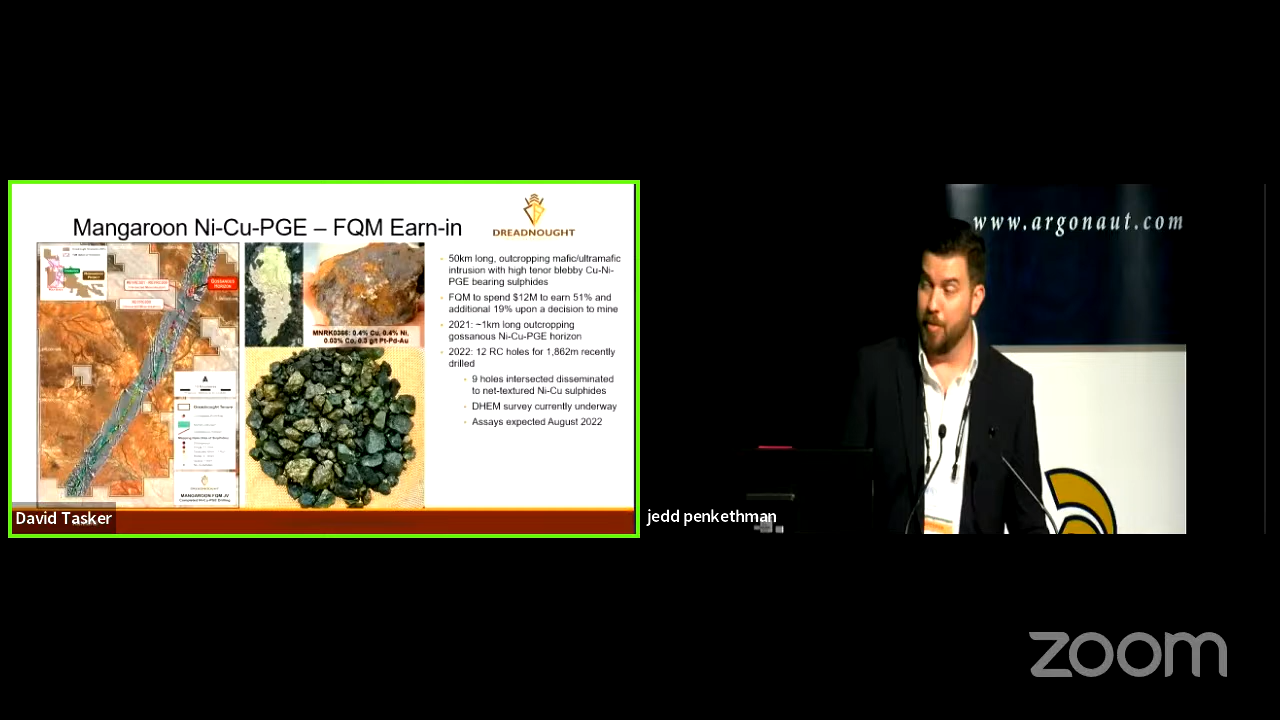 Mangaroon Ni-Cu-PGE – FQM Earn-in
DREADNOUGHT
50km long, outcropping mafic/ultramafic
intrusion with high tenor blebby Cu-Ni-
PGE bearing sulphides
FQM to spend $12M to earn 51% and
additional 19% upon a decision to mine
2021: ~1km long outcropping
gossanous Ni-Cu-PGE horizon
2022: 12 RC holes for 1,862m recently
drilled
9 holes intersected disseminated
to net-textured Ni-Cu sulphides
DHEM survey currently underway
Assays expected August 2022
GOSSANOUS
HORIZON
MNRK0366: 0.4% Cu, 0.4% Ni,
0.03% Co, 0.3 g/t Pt-Pd-Au
Dreadnought Tenure
MANGAROON FQM JV
David Tasker
www.argonaut.com
jedd penkethman
zoom